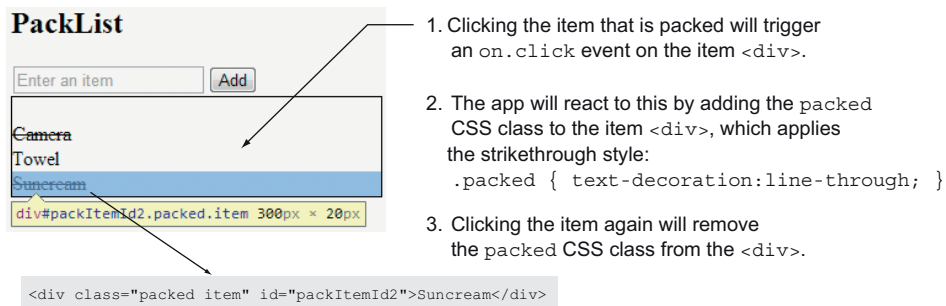 PackList
Enter an item Add
Camera
Towel
Suncream
div#packItemId2.packed.item 300px × 20px
<div class="packed item" id="packItemId2">Suncream</div>
1. Clicking the item that is packed will trigger
an on.click event on the item <div>.
2. The app will react to this by adding the packed
CSS class to the item <div>, which applies
the strikethrough style:
.packed { text-decoration:line-through; }
3. Clicking the item again will remove
the packed CSS class from the <div>.